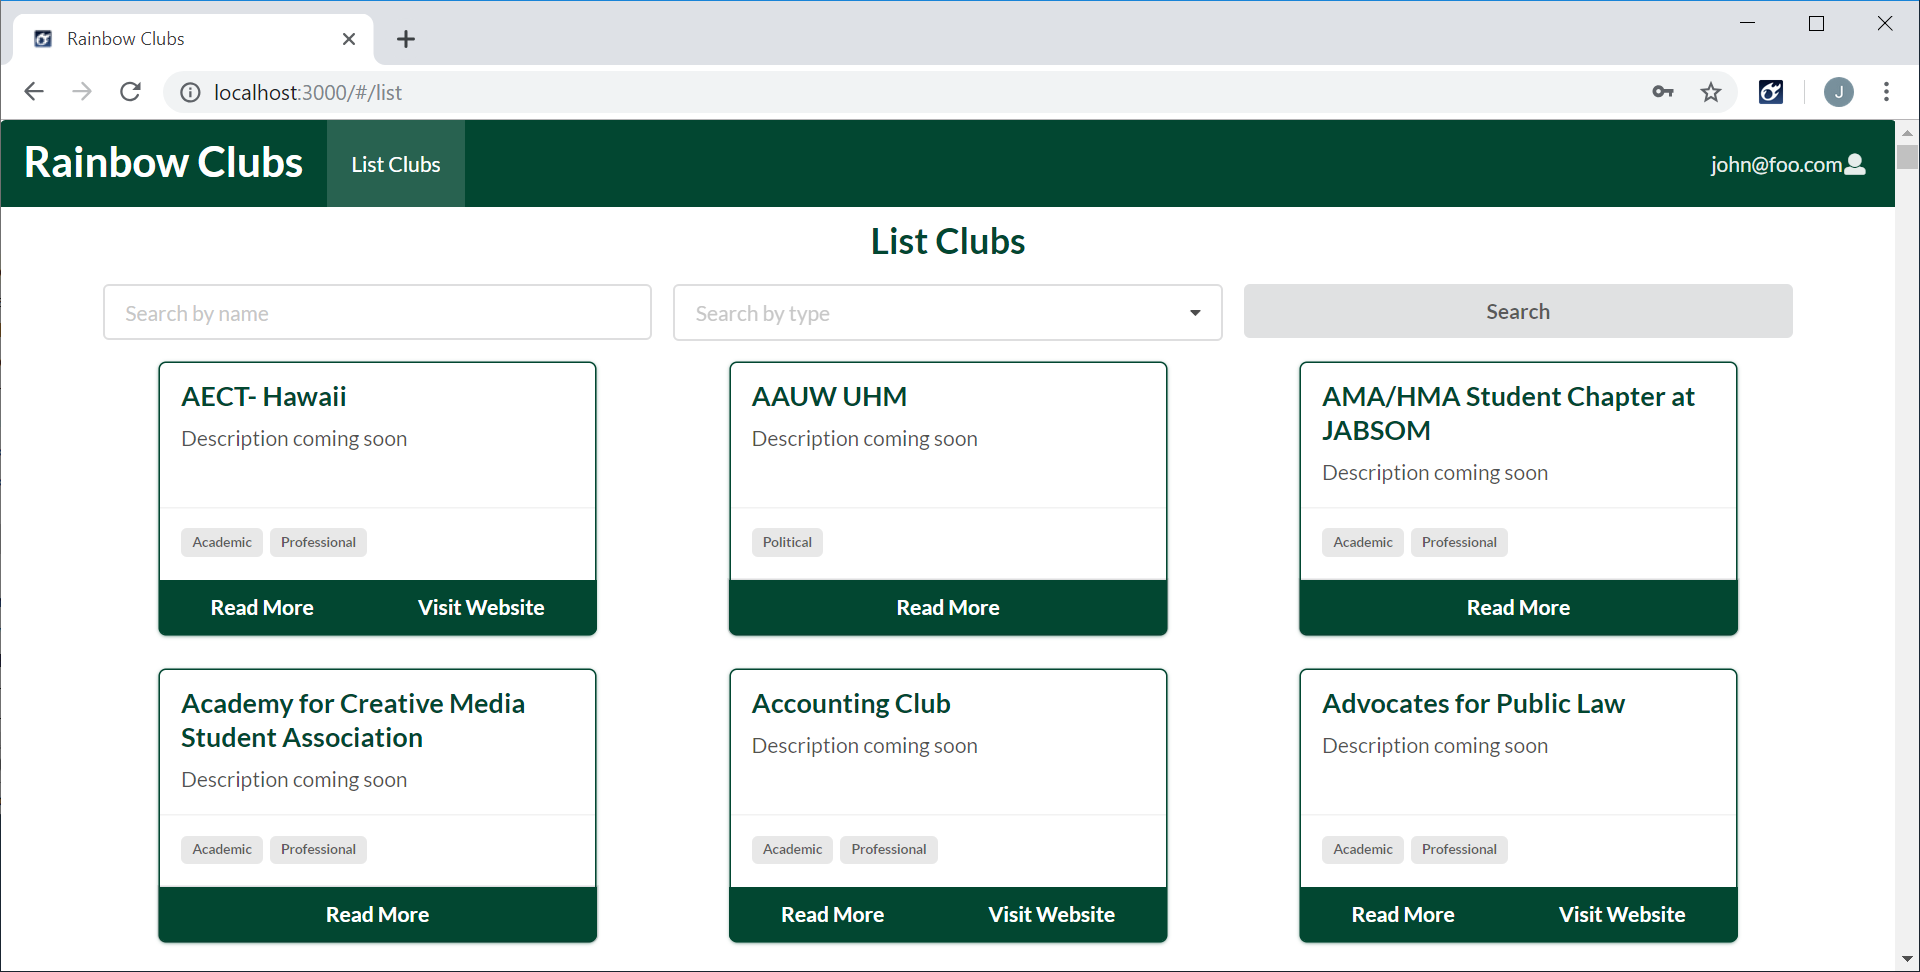 Rainbow Clubs
localhost:3000/#/list
J
Rainbow Clubs
List Clubs
john@foo.com
List Clubs
Search by name
Search by type
Search
AECT- Hawaii
Description coming soon
Academic
Professional
Read More
Visit Website
AAUW UHM
Description coming soon
Political
Read More
AMA/HMA Student Chapter at
JABSOM
Description coming soon
Academic
Professional
Read More
Academy for Creative Media
Student Association
Description coming soon
Academic
Professional
Read More
Accounting Club
Description coming soon
Academic
Professional
Read More
Visit Website
Advocates for Public Law
Description coming soon
Academic
Professional
Read More
Visit Website